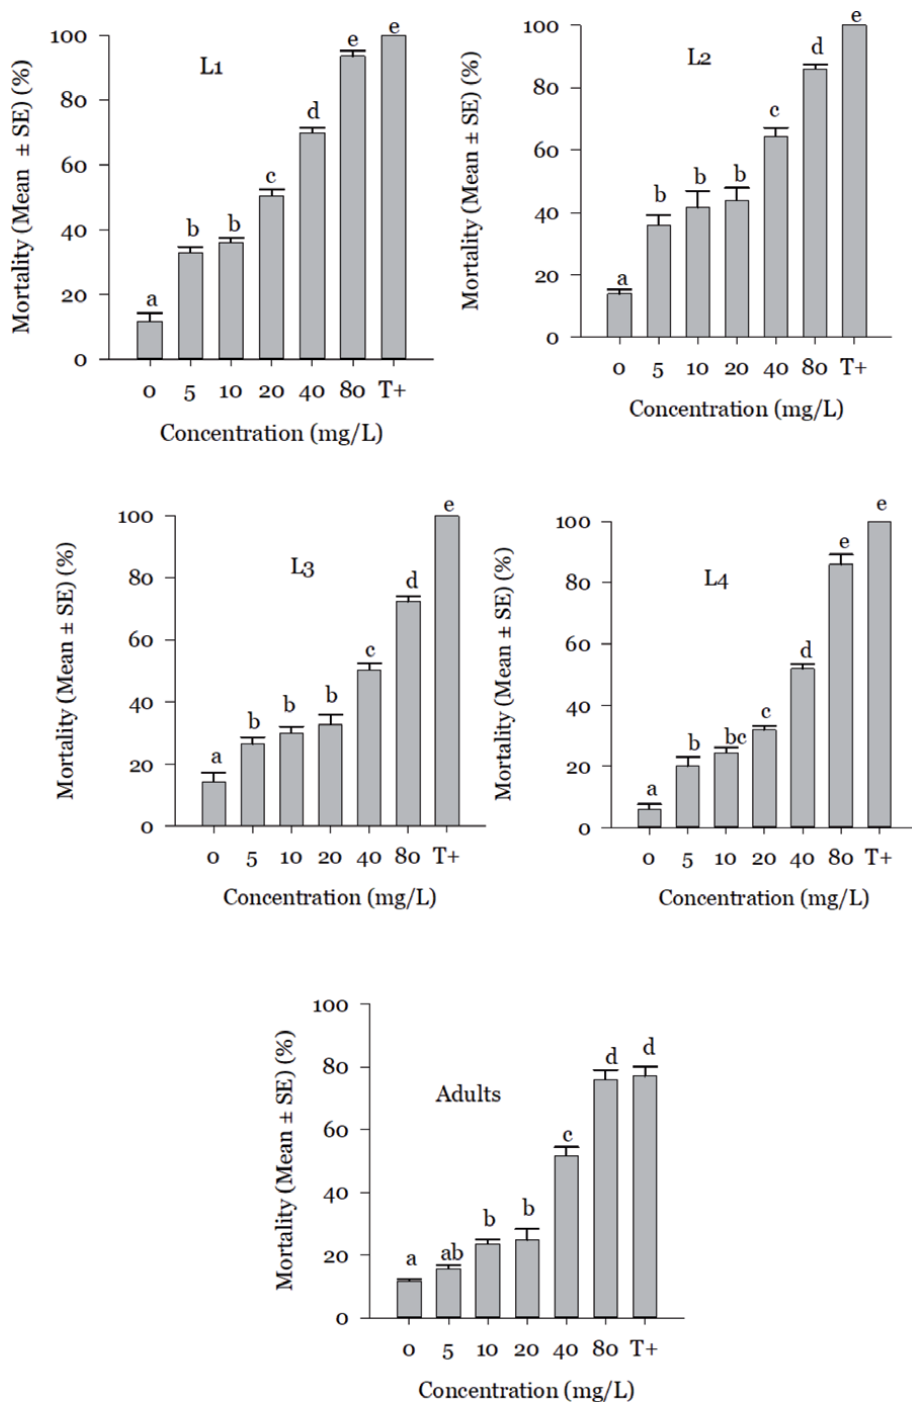 Mortality (Mean ± SE) (%)
L1
100
80
60
40
20
0
a
b
b
c
d
e
e
0 5 10 20 40 80 T+
Concentration (mg/L)
Mortality (Mean ± SE) (%)
L2
100
80
60
40
20
0
a
b
b
b
c
d
e
0 5 10 20 40 80 T+
Concentration (mg/L)
Mortality (Mean ± SE) (%)
L3
100
80
60
40
20
0
a
b
b
b
c
d
e
0 5 10 20 40 80 T+
Concentration (mg/L)
Mortality (Mean ± SE) (%)
L4
100
80
60
40
20
0
a
b
bc
c
d
e
e
0 5 10 20 40 80 T+
Concentration (mg/L)
Mortality (Mean ± SE) (%)
Adults
100
80
60
40
20
0
a
ab
b
b
c
d
d
0 5 10 20 40 80 T+
Concentration (mg/L)